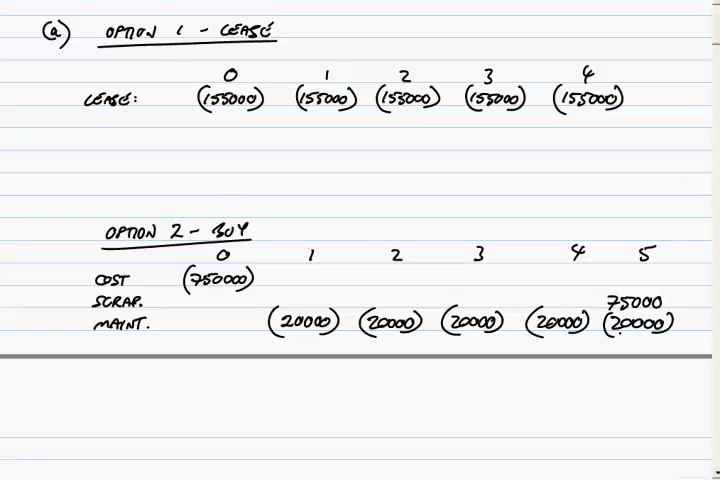 (a) OPTION 1 - LEASE
0 1 2 3 4
LEASE: (155000) (155000) (155000) (155000) (155000)
OPTION 2 - BUY
0 1 2 3 4 5
COST (750000)
SCRAP. 75000
MAINT. (20000) (20000) (20000) (20000) (20000)